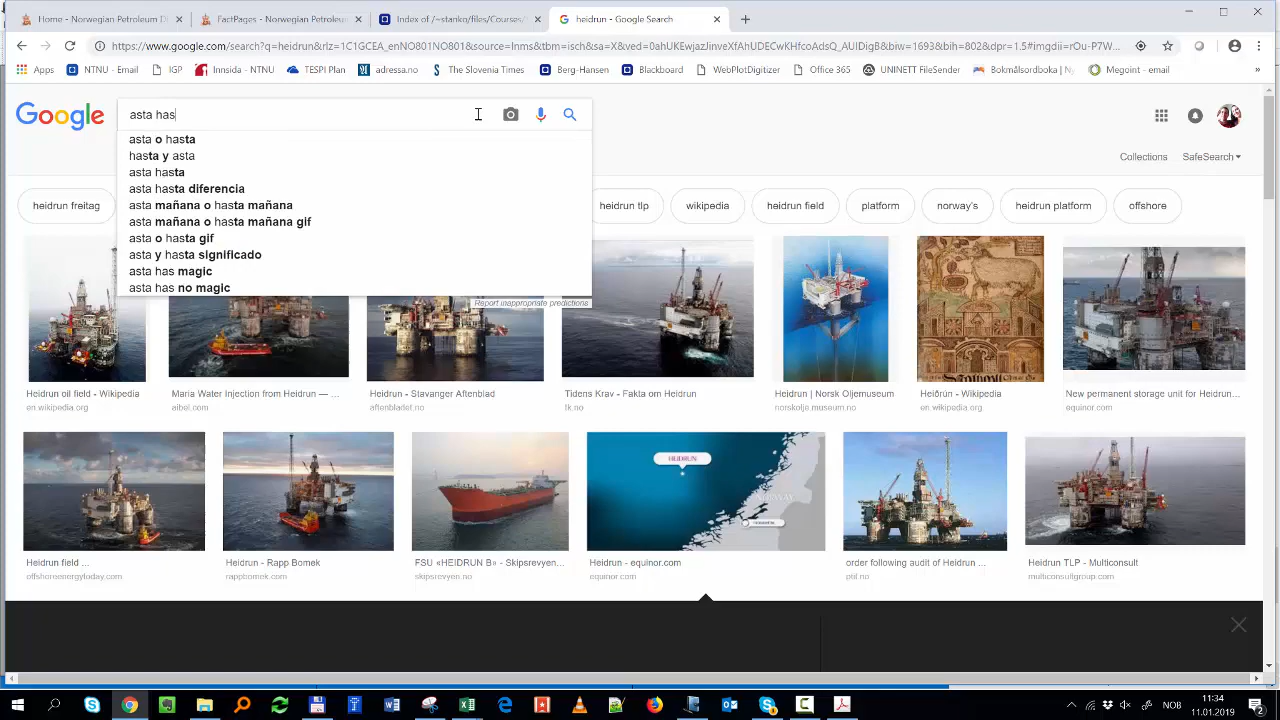 Home - Norwegian Petroleum Di
FactPages - Norwegian Petroleum
Index of /~stanko/files/Courses/
heidrun - Google Search
https://www.google.com/search?q=heidrun&rlz=1C1GCEA_enNO801NO801&source=lnms&tbm=isch&sa=X&ved=0ahUKEwjazJinveXfAhUDECwKHfcoAdsQ_AUIDigB&biw=1693&bih=802&dpr=1.5#imgdii=rOu-P7W...
Apps NTNU - Email IGP Innsida - NTNU TESPI Plan adressa.no The Slovenia Times Berg-Hansen Blackboard WebPlotDigitizer Office 365 UNINETT FileSender Bokmålsordboka | Ny Megoint - email »
Google
asta has
asta o hasta
hasta y asta
asta hasta
asta hasta diferencia
asta mañana o hasta mañana
asta mañana o hasta mañana gif
asta o hasta gif
asta y hasta significado
asta has magic
asta has no magic
Report inappropriate predictions
Collections SafeSearch
heidrun freitag heidrun tlp wikipedia heidrun field platform norway's heidrun platform offshore
Heidrun oil field - Wikipedia
en.wikipedia.org
Maria Water Injection from Heidrun — ...
aibel.com
Heidrun - Stavanger Aftenblad
aftenbladet.no
Tidens Krav - Fakta om Heidrun
tk.no
Heidrun | Norsk Oljemuseum
norskolje.museum.no
Heiðrún - Wikipedia
en.wikipedia.org
New permanent storage unit for Heidrun...
equinor.com
HEIDRUN
NORWAY
Heidrun field ...
offshoreenergytoday.com
Heidrun - Rapp Bomek
rappbomek.com
FSU «HEIDRUN B» - Skipsrevyen...
skipsrevyen.no
Heidrun - equinor.com
equinor.com
order following audit of Heidrun ...
ptil.no
Heidrun TLP - Multiconsult
multiconsultgroup.com
NOB
11:34
11.01.2019
2